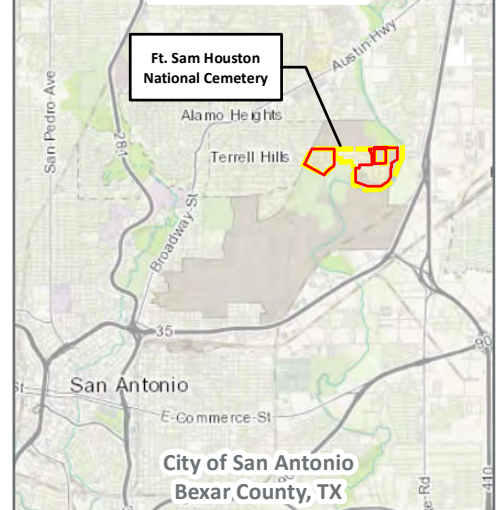 Ft. Sam Houston
National Cemetery
Austin Hwy
San-Pedro-Ave
281
Alamo Heights
Terrell Hills
Broadway-St
35
90
San Antonio
St
E-Commerce-St
City of San Antonio
Bexar County, TX
e-Rd
410